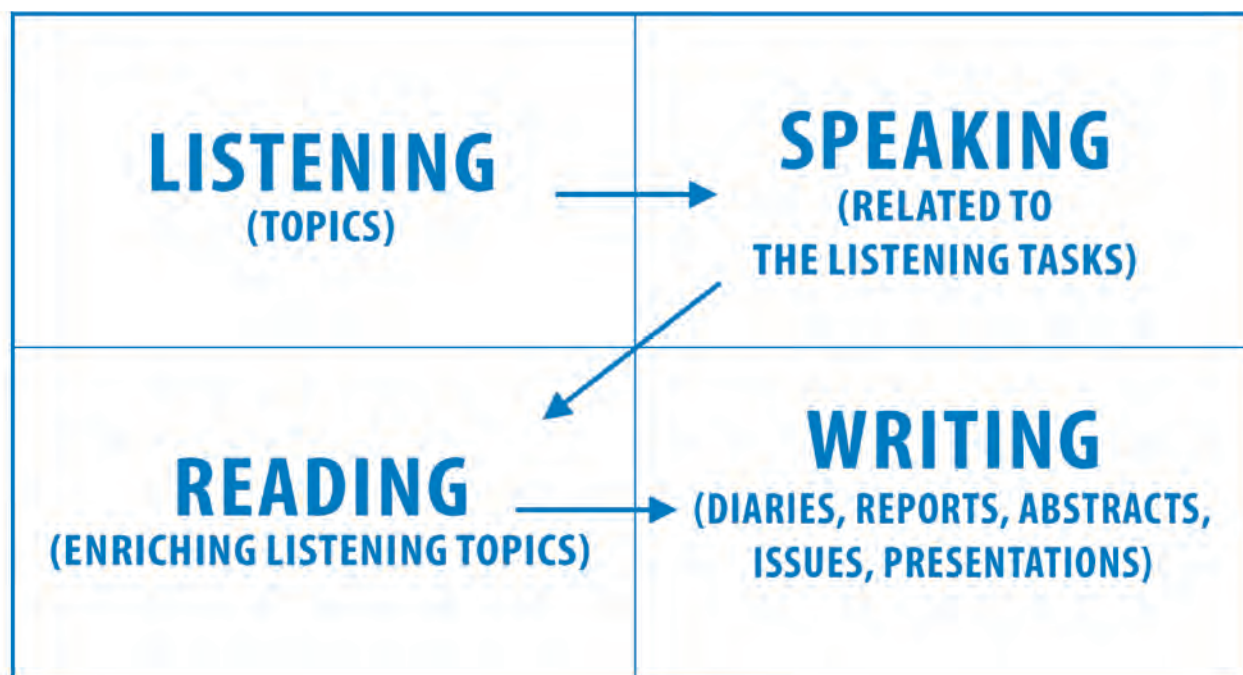 LISTENING
(TOPICS)
SPEAKING
(RELATED TO
THE LISTENING TASKS)
READING
(ENRICHING LISTENING TOPICS)
WRITING
(DIARIES, REPORTS, ABSTRACTS,
ISSUES, PRESENTATIONS)